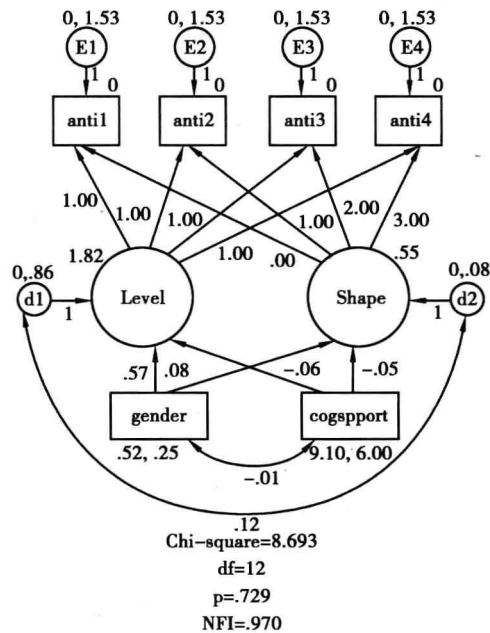 0, 1.53 0, 1.53 0, 1.53 0, 1.53
E1 E2 E3 E4
1 0 1 0 1 0 1 0
anti1 anti2 anti3 anti4
1.00 1.00 1.00 1.00 .00 1.00 2.00 3.00
1.82 .55
0,.86 0,.08
d1 Level Shape d2
1 1
.57 .08 -.06 -.05
gender cogspport
.52, .25 9.10, 6.00
-.01
.12
Chi-square=8.693
df=12
p=.729
NFI=.970